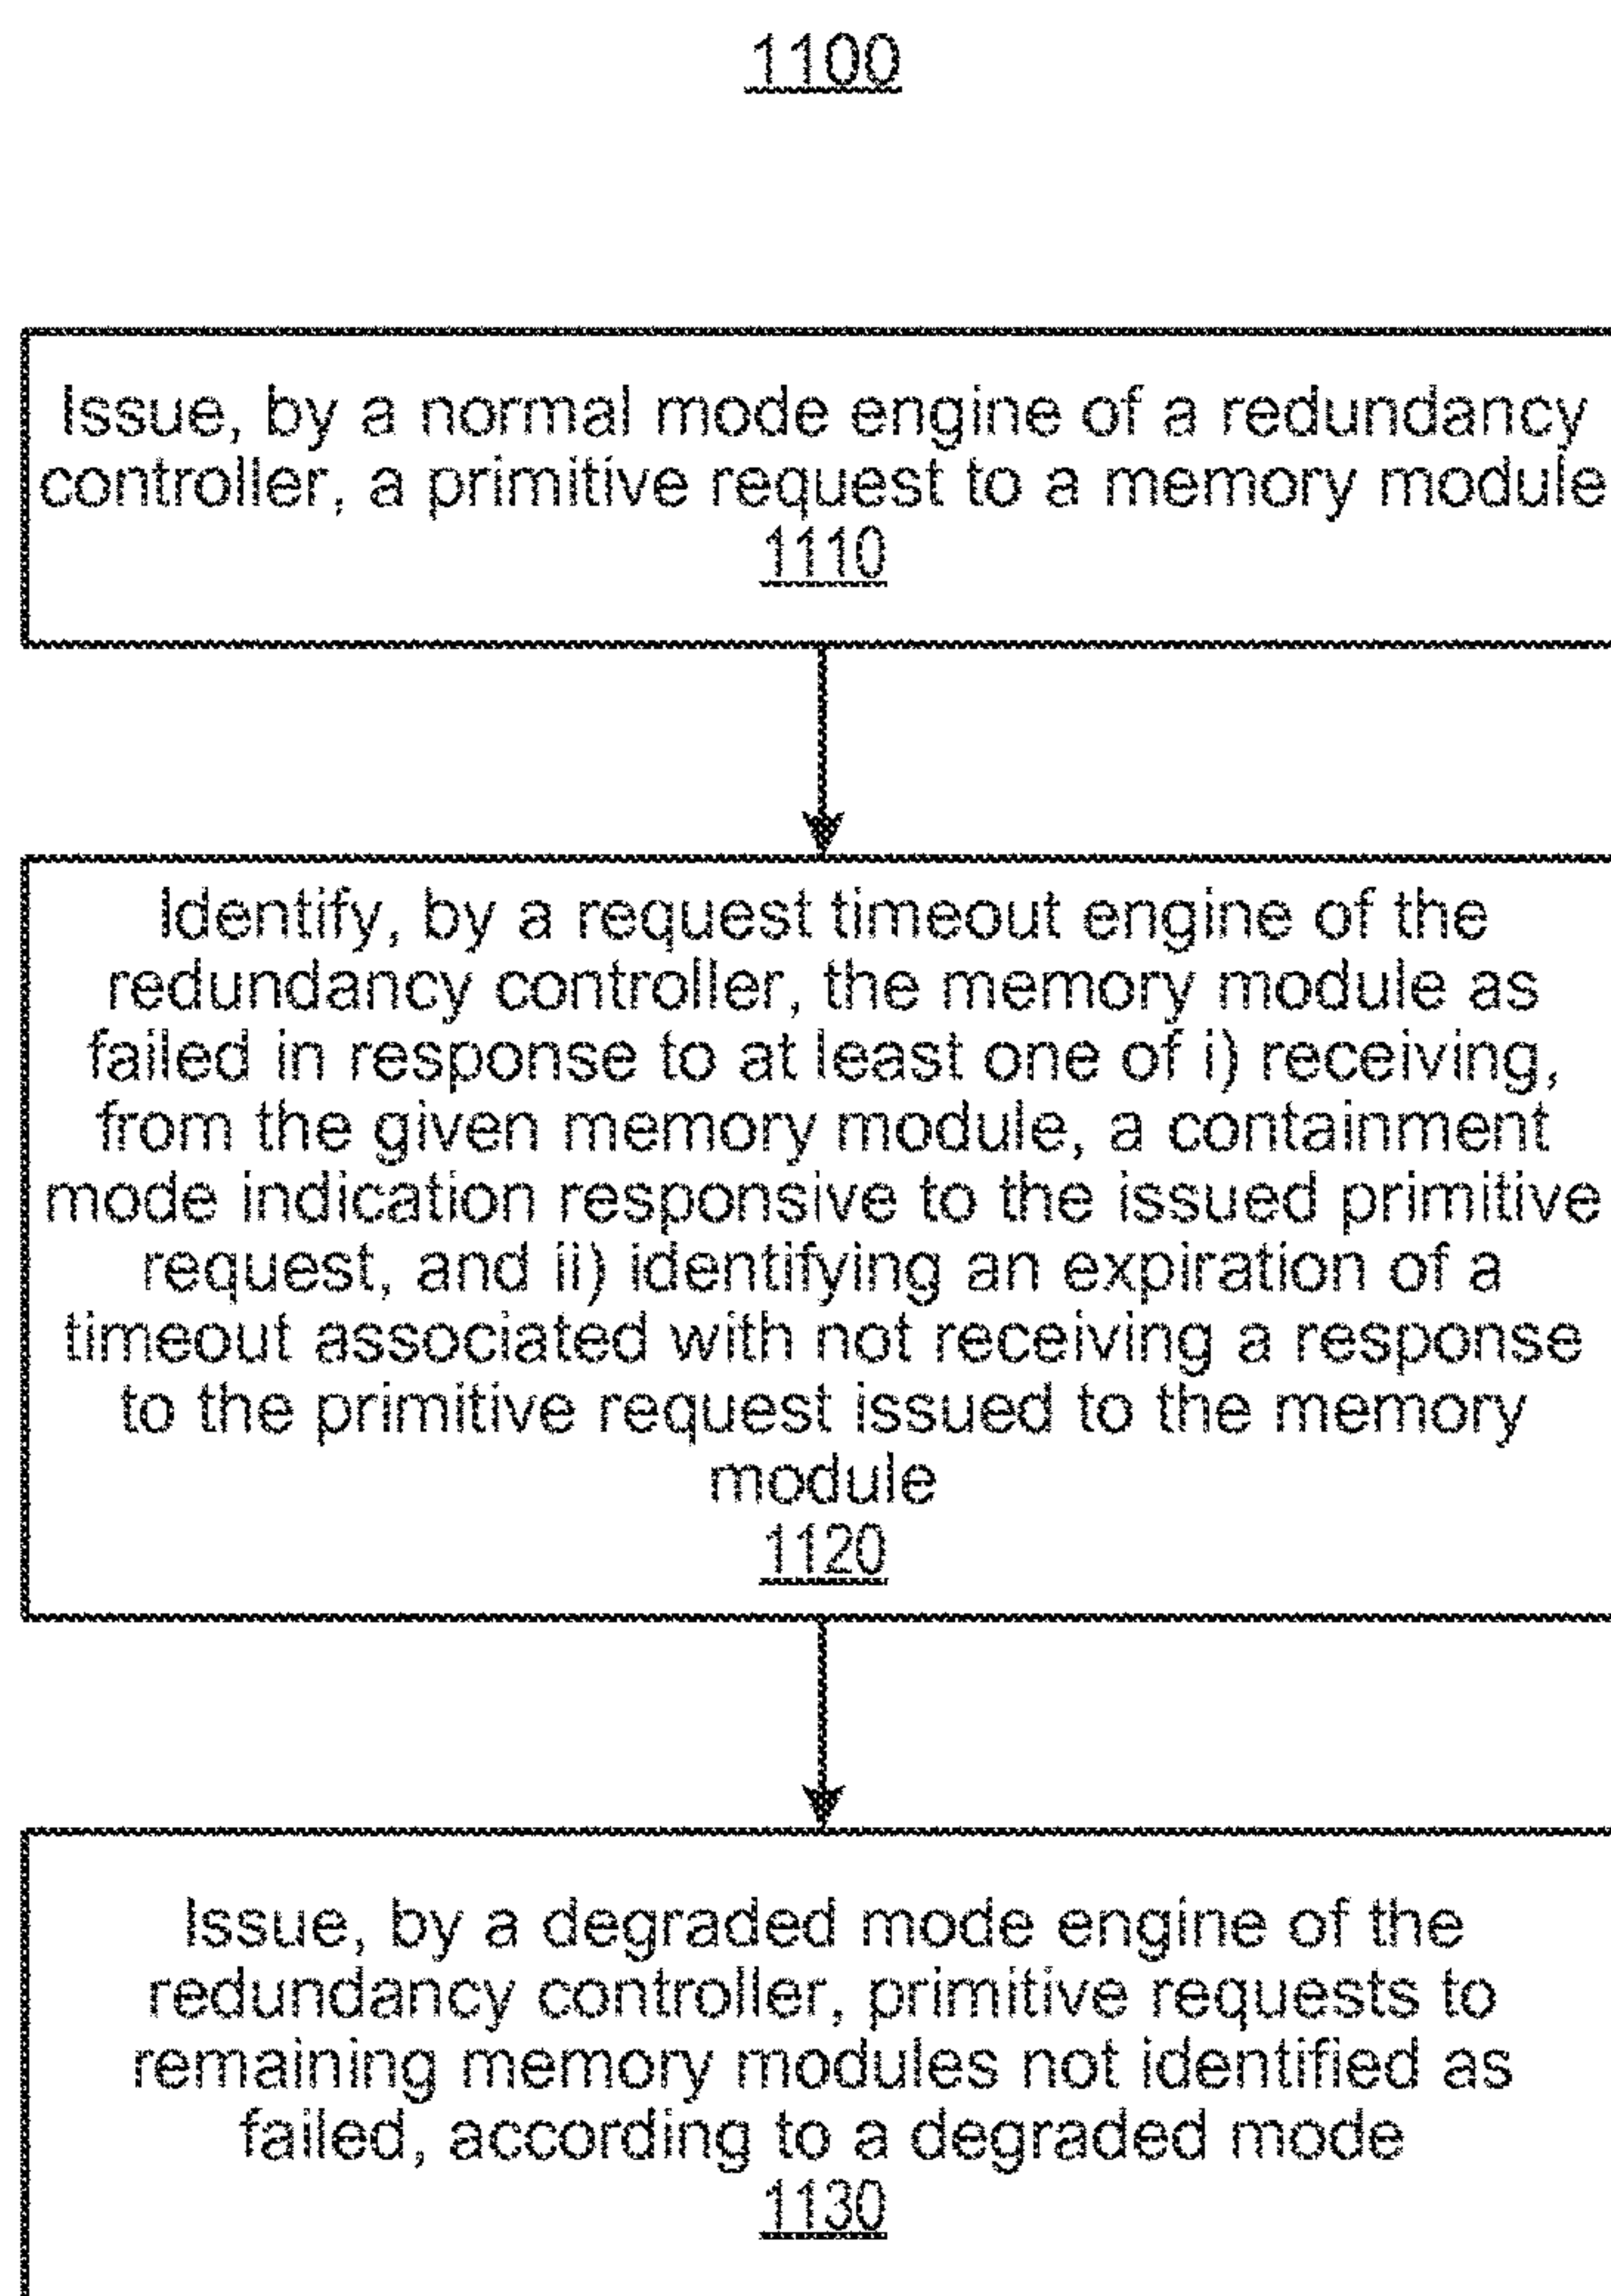 1100
Issue, by a normal mode engine of a redundancy
controller, a primitive request to a memory module
1110
Identify, by a request timeout engine of the
redundancy controller, the memory module as
failed in response to at least one of i) receiving,
from the given memory module, a containment
mode indication responsive to the issued primitive
request, and ii) identifying an expiration of a
timeout associated with not receiving a response
to the primitive request issued to the memory
module
1120
Issue, by a degraded mode engine of the
redundancy controller, primitive requests to
remaining memory modules not identified as
failed, according to a degraded mode
1130